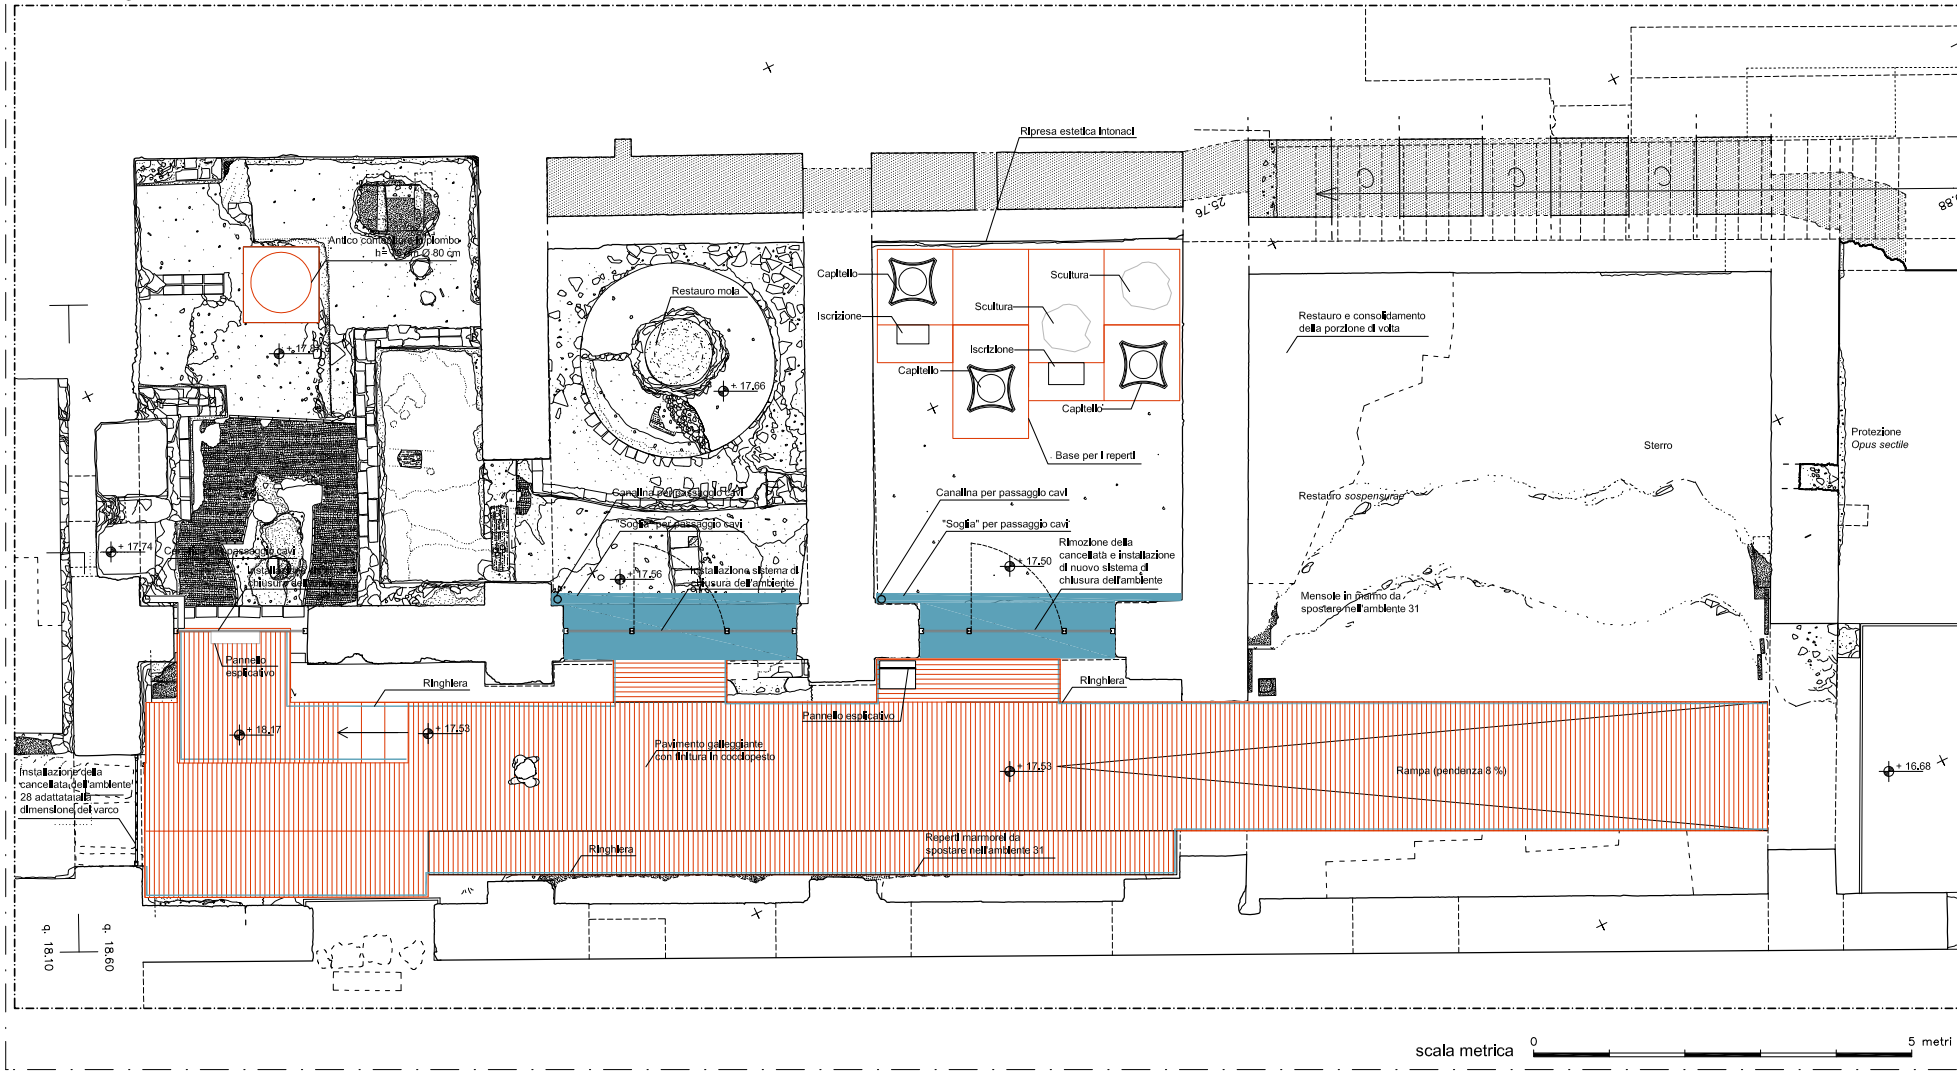 Ripresa estetica intonaci
25.76
.88
Antico contenitore in piombo
Ø 80 cm
Restauro mola
+ 17.66
Capitello
Iscrizione
Scultura
Scultura
Iscrizione
Capitello
Capitello
Base per i reperti
Restauro e consolidamento
della porzione di volta
Sterro
Protezione
Opus sectile
Restauro sospensurae
Mensole in marmo da
spostare nell'ambiente 31
+ 17.74
passaggio cavi
chiusura dell'ambiente
Canalina per passaggio cavi
"Soglia" per passaggio cavi
+ 17.56
Installazione sistema di
chiusura dell'ambiente
Canalina per passaggio cavi
"Soglia" per passaggio cavi
+ 17.50
Rimozione della
cancellata e installazione
di nuovo sistema di
chiusura dell'ambiente
Pannello
esplicativo
Ringhiera
Pannello esplicativo
Ringhiera
+ 18.17
+ 17.53
Pavimento galleggiante
con finitura in cocciopesto
+ 17.53
Rampa (pendenza 8 %)
+ 16.68
Installazione della
cancellata dell'ambiente
28 adattata alla
dimensione del varco
Ringhiera
Reperti marmorei da
spostare nell'ambiente 31
q. 18.10
q. 18.60
scala metrica
0
5 metri